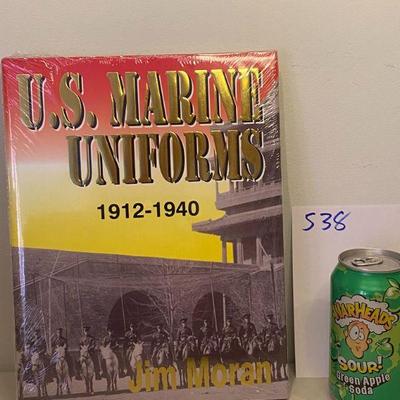 U.S. MARINE
UNIFORMS
1912-1940
Jim Moran
538
WARHEADS
SOUR!
Green Apple
Soda